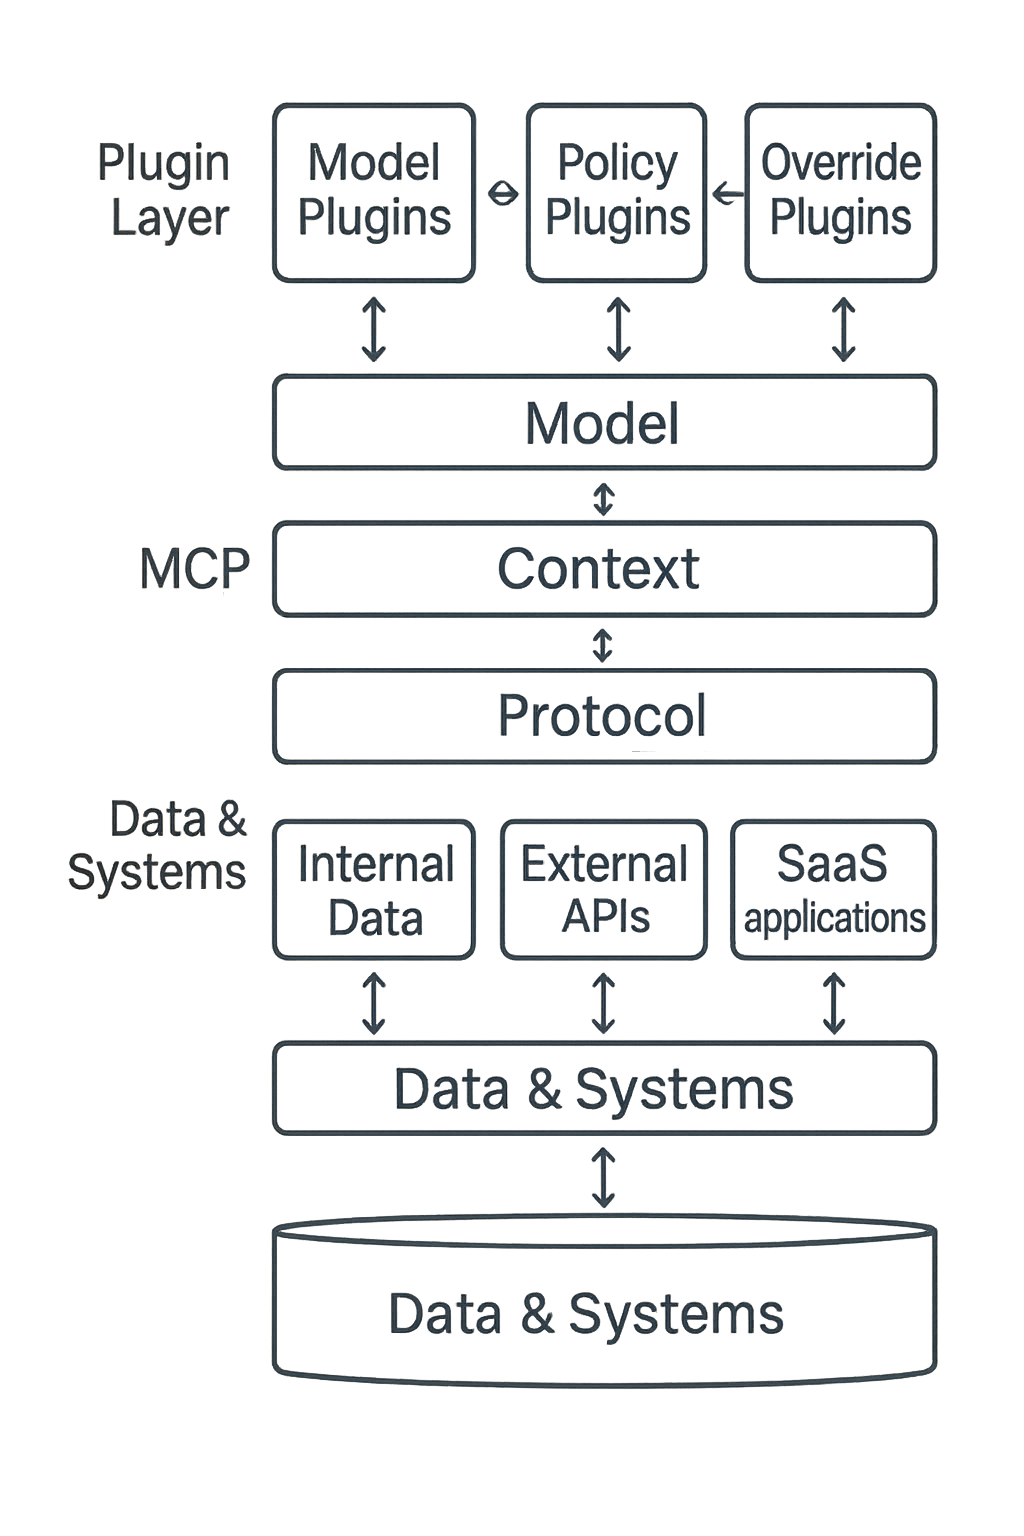 Plugin
Layer
Model
Plugins
Policy
Plugins
Override
Plugins
Model
MCP
Context
Protocol
Data &
Systems
Internal
Data
External
APIs
SaaS
applications
Data & Systems
Data & Systems